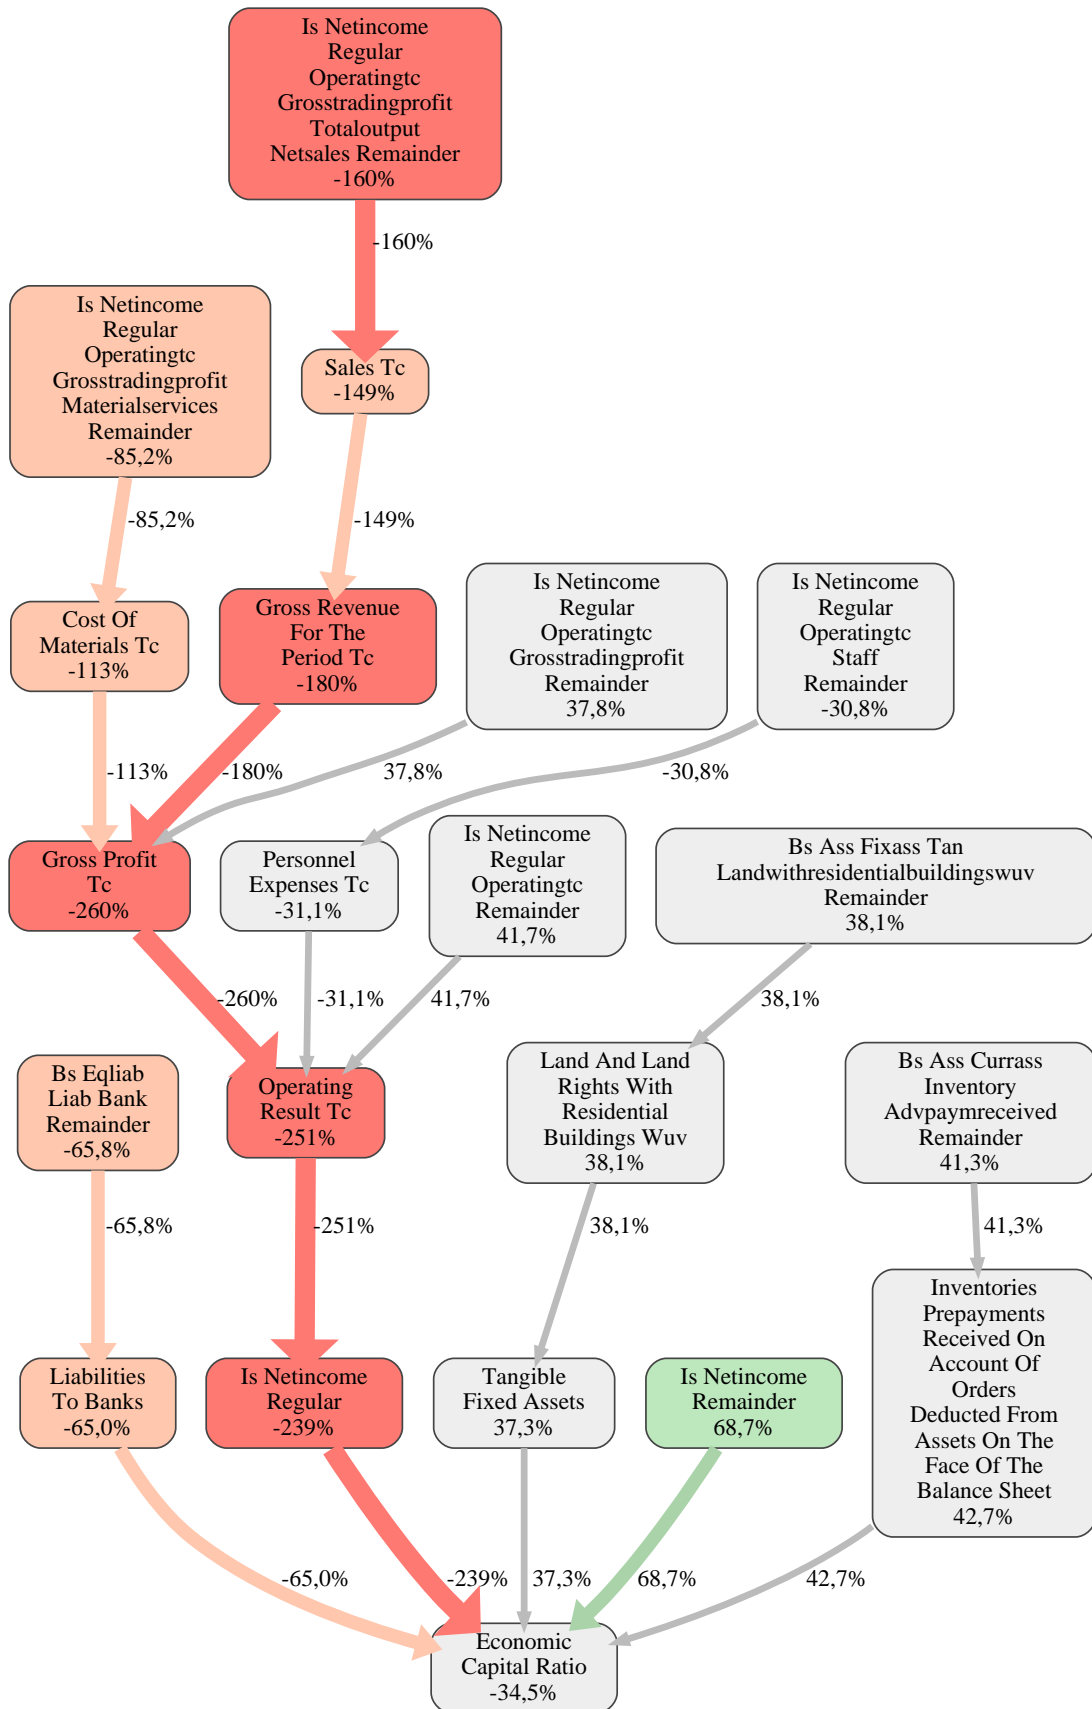 Is Netincome
Regular
Operatingtc
Grosstradingprofit
Totaloutput
Netsales Remainder
-160%
-160%
Is Netincome
Regular
Operatingtc
Grosstradingprofit
Materialservices
Remainder
-85,2%
Sales Tc
-149%
-85,2%
-149%
Cost Of
Materials Tc
-113%
Gross Revenue
For The
Period Tc
-180%
Is Netincome
Regular
Operatingtc
Grosstradingprofit
Remainder
37,8%
Is Netincome
Regular
Operatingtc
Staff
Remainder
-30,8%
-113%
-180%
37,8%
-30,8%
Gross Profit
Tc
-260%
Personnel
Expenses Tc
-31,1%
Is Netincome
Regular
Operatingtc
Remainder
41,7%
Bs Ass Fixass Tan
Landwithresidentialbuildingswuv
Remainder
38,1%
-260%
-31,1%
41,7%
38,1%
Bs Eqliab
Liab Bank
Remainder
-65,8%
Operating
Result Tc
-251%
Land And Land
Rights With
Residential
Buildings Wuv
38,1%
Bs Ass Currass
Inventory
Advpaymreceived
Remainder
41,3%
-65,8%
-251%
38,1%
41,3%
Liabilities
To Banks
-65,0%
Is Netincome
Regular
-239%
Tangible
Fixed Assets
37,3%
Is Netincome
Remainder
68,7%
Inventories
Prepayments
Received On
Account Of
Orders
Deducted From
Assets On The
Face Of The
Balance Sheet
42,7%
-65,0%
-239%
37,3%
68,7%
42,7%
Economic
Capital Ratio
-34,5%